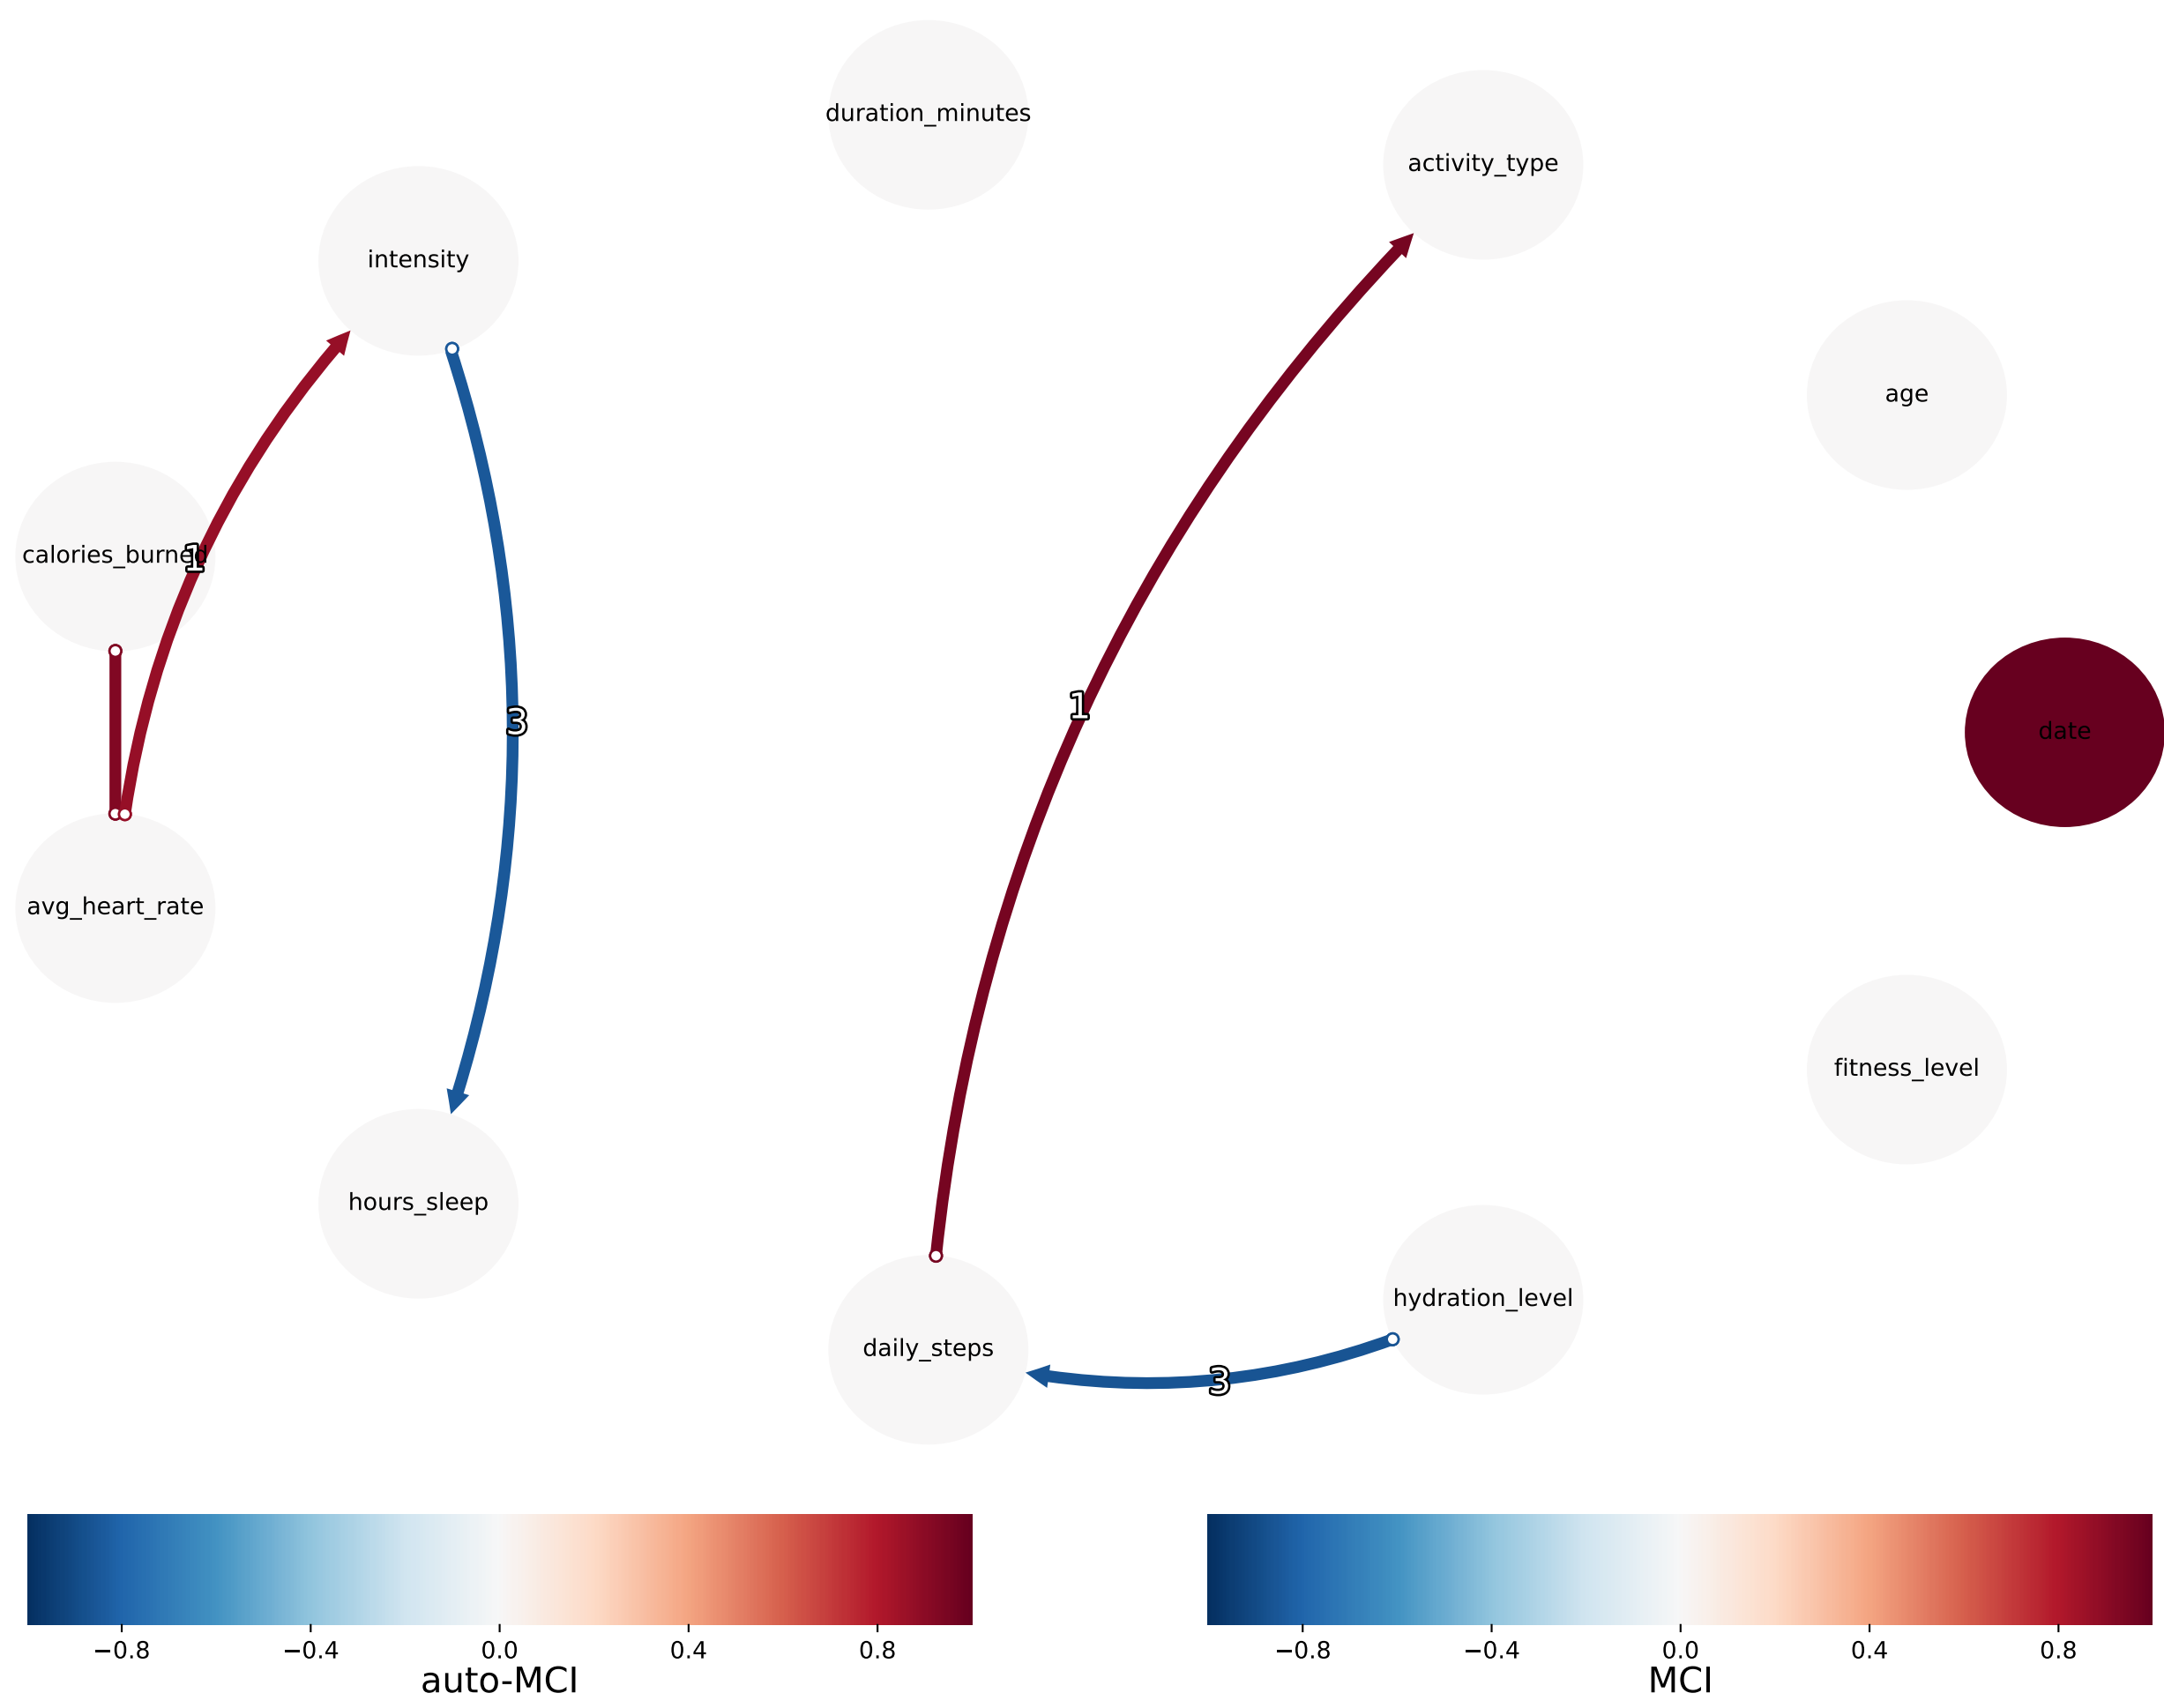 duration_minutes
activity_type
intensity
age
calories_burned
1
1
3
date
avg_heart_rate
fitness_level
hours_sleep
hydration_level
daily_steps
3
−0.8 −0.4 0.0 0.4 0.8
auto-MCI
−0.8 −0.4 0.0 0.4 0.8
MCI